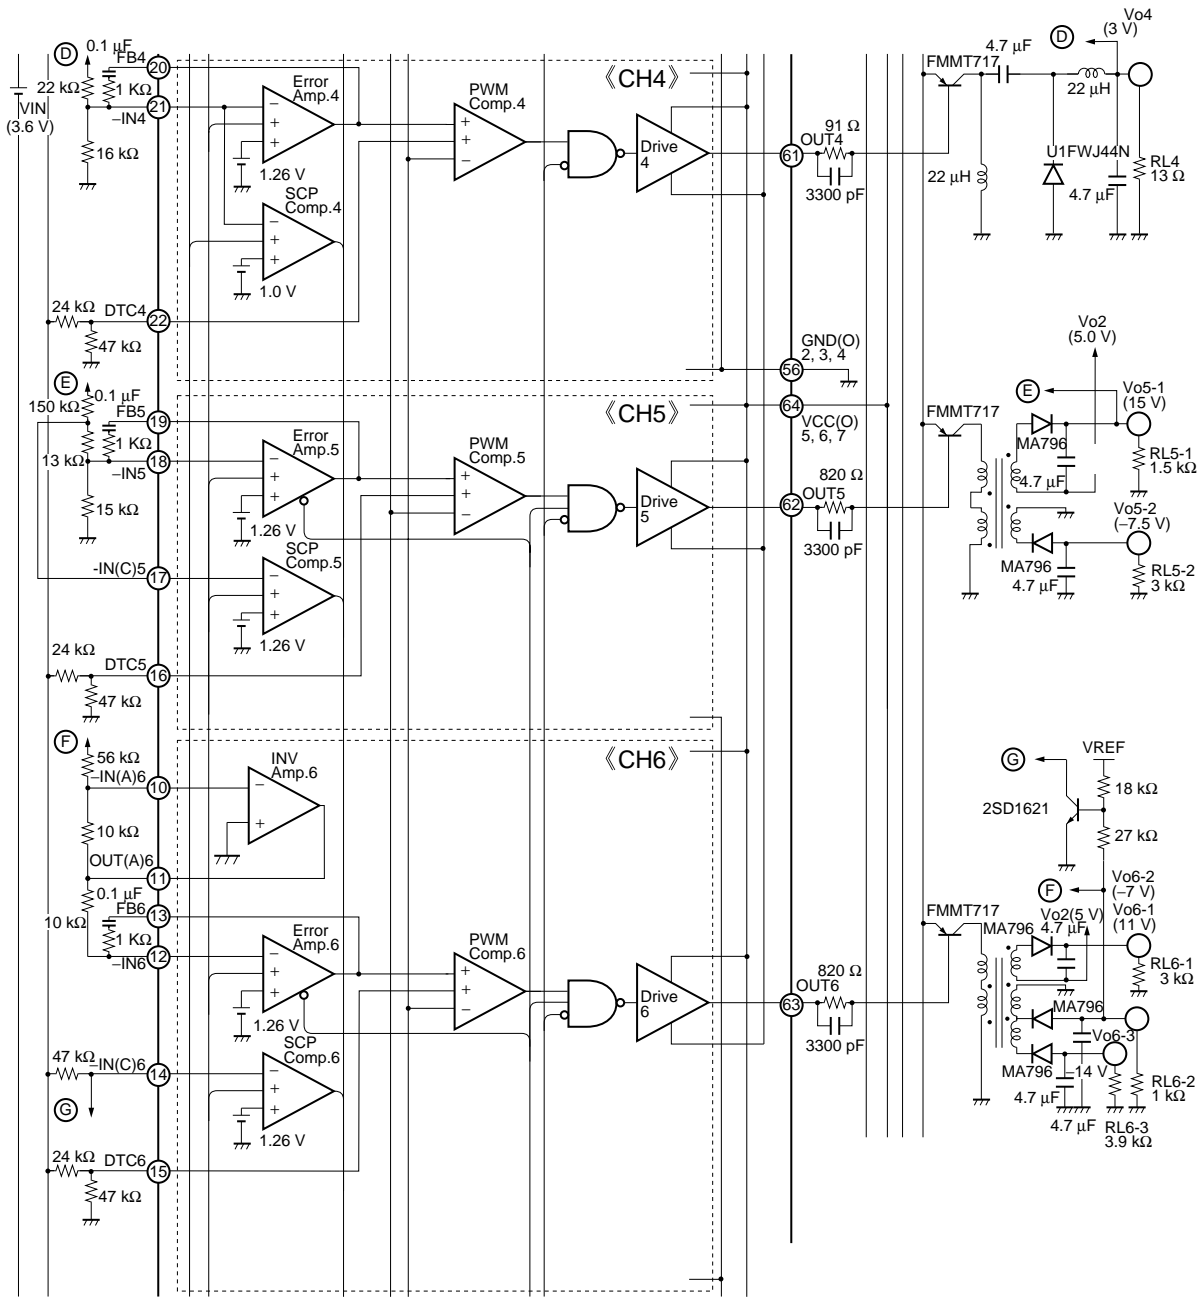 VIN
(3.6 V)
D
0.1 µF
FB4
22 kΩ
1 KΩ
–IN4
16 kΩ
20
21
Error
Amp.4
1.26 V
SCP
Comp.4
1.0 V
PWM
Comp.4
《CH4》
Drive
4
24 kΩ
DTC4
22
47 kΩ
61
91 Ω
OUT4
3300 pF
FMMT717
4.7 µF
22 µH
D
Vo4
(3 V)
22 µH
U1FWJ44N
4.7 µF
RL4
13 Ω
GND(O)
2, 3, 4
56
64
VCC(O)
5, 6, 7
E
150 kΩ
0.1 µF
FB5
1 KΩ
13 kΩ
–IN5
15 kΩ
19
18
Error
Amp.5
1.26 V
PWM
Comp.5
《CH5》
Drive
5
62
820 Ω
OUT5
3300 pF
-IN(C)5
17
SCP
Comp.5
1.26 V
24 kΩ
DTC5
16
47 kΩ
Vo2
(5.0 V)
E
Vo5-1
(15 V)
FMMT717
MA796
4.7 µF
RL5-1
1.5 kΩ
Vo5-2
(–7.5 V)
MA796
4.7 µF
RL5-2
3 kΩ
F
56 kΩ
–IN(A)6
10
10 kΩ
OUT(A)6
11
INV
Amp.6
《CH6》
0.1 µF
FB6
13
10 kΩ
1 KΩ
–IN6
12
Error
Amp.6
1.26 V
PWM
Comp.6
Drive
6
63
820 Ω
OUT6
3300 pF
47 kΩ
–IN(C)6
14
G
SCP
Comp.6
1.26 V
24 kΩ
DTC6
15
47 kΩ
G
VREF
18 kΩ
2SD1621
27 kΩ
F
Vo6-2
(–7 V)
FMMT717
MA796
Vo2(5 V)
4.7 µF
Vo6-1
(11 V)
RL6-1
3 kΩ
MA796
Vo6-3
–14 V
MA796
4.7 µF
4.7 µF
RL6-2
1 kΩ
RL6-3
3.9 kΩ